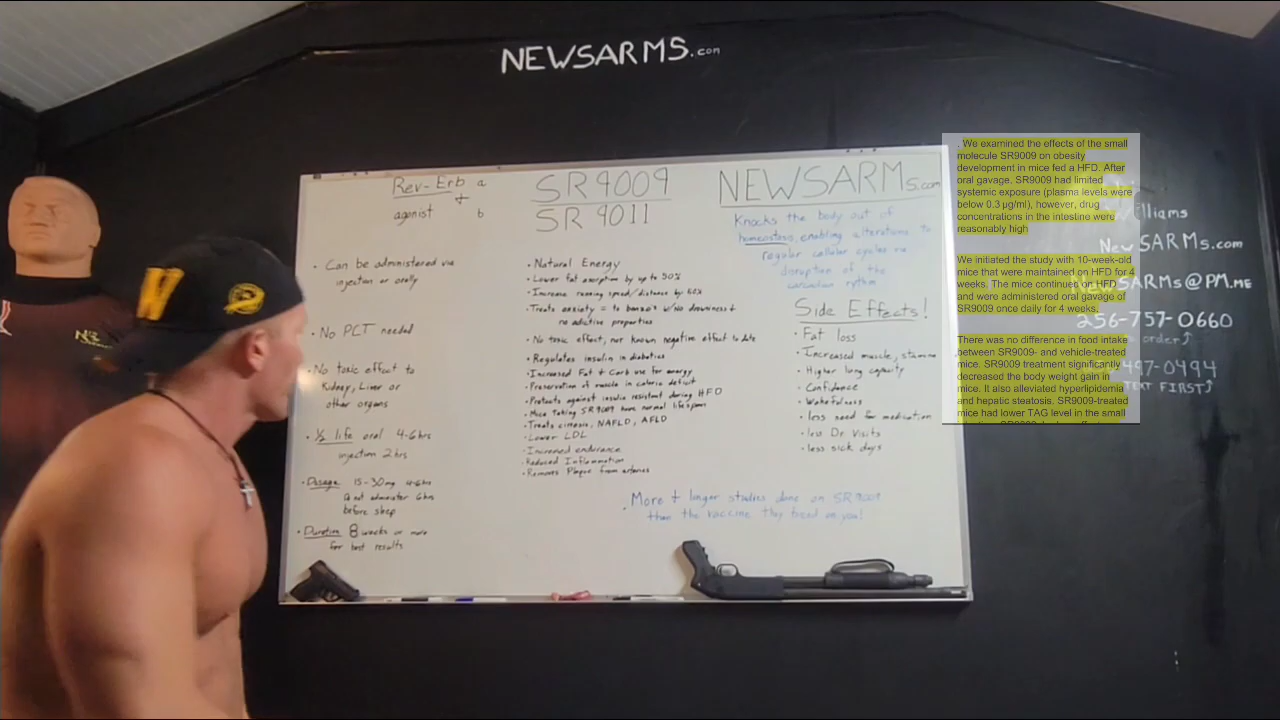 NEWSARMS.com
Rev-Erb a
+
agonist b
• Can be administered via
injection or orally
• No PCT needed
• No toxic effect to
Kidney, Liver or
other organs
• 1/2 life oral 4-6hrs
injection 2hrs
• Dosage 15-30mg 4-6hrs
Do not administer 6hrs
before sleep
• Duration 8 weeks or more
for best results
SR9009
SR 9011
• Natural Energy
• Lower fat absorption by up to 50%
• Increase running speed/distance by 60%
• Treats anxiety = to benzo's w/No drowsiness +
no adictive properties
• No toxic effect, nor known negative effect to date
• Regulates insulin in diabetics
• Increased Fat + Carb use for energy
• Preservation of muscle in calorie deficit
• Protects against insulin resistant during HFD
• Mice taking SR9009 have normal lifespan
• Treats cirrosis, NAFLD, AFLD
• Lower LDL
• Increased endurance
• Reduced Inflammation
• Removes Plaque from arteries
NEWSARMS.com
Knocks the body out of
homeostasis, enabling alterations to
regular cellular cycles via
disruption of the
carcadian rythm
Side Effects!
• Fat loss
• Increased muscle, stamina
• Higher lung capacity
• Confidence
• Wakefulness
• less need for medication
• less Dr Visits
• less sick days
• More + longer studies done on SR9009
than the vaccine they tested on you!
. We examined the effects of the small
molecule SR9009 on obesity
development in mice fed a HFD. After
oral gavage. SR9009 had limited
systemic exposure (plasma levels were
below 0.3 µg/ml), however, drug
concentrations in the intestine were
reasonably high
We initiated the study with 10-week-old
mice that were maintained on HFD for 4
weeks. The mice continued on HFD
and were administered oral gavage of
SR9009 once daily for 4 weeks.
There was no difference in food intake
between SR9009- and vehicle-treated
mice. SR9009 treatment significantly
decreased the body weight gain in
mice. It also alleviated hyperlipidemia
and hepatic steatosis. SR9009-treated
mice had lower TAG level in the small
Williams
NewSARMs.com
NewSARMs@PM.me
256-757-0660
order
497-0494
TEXT FIRST